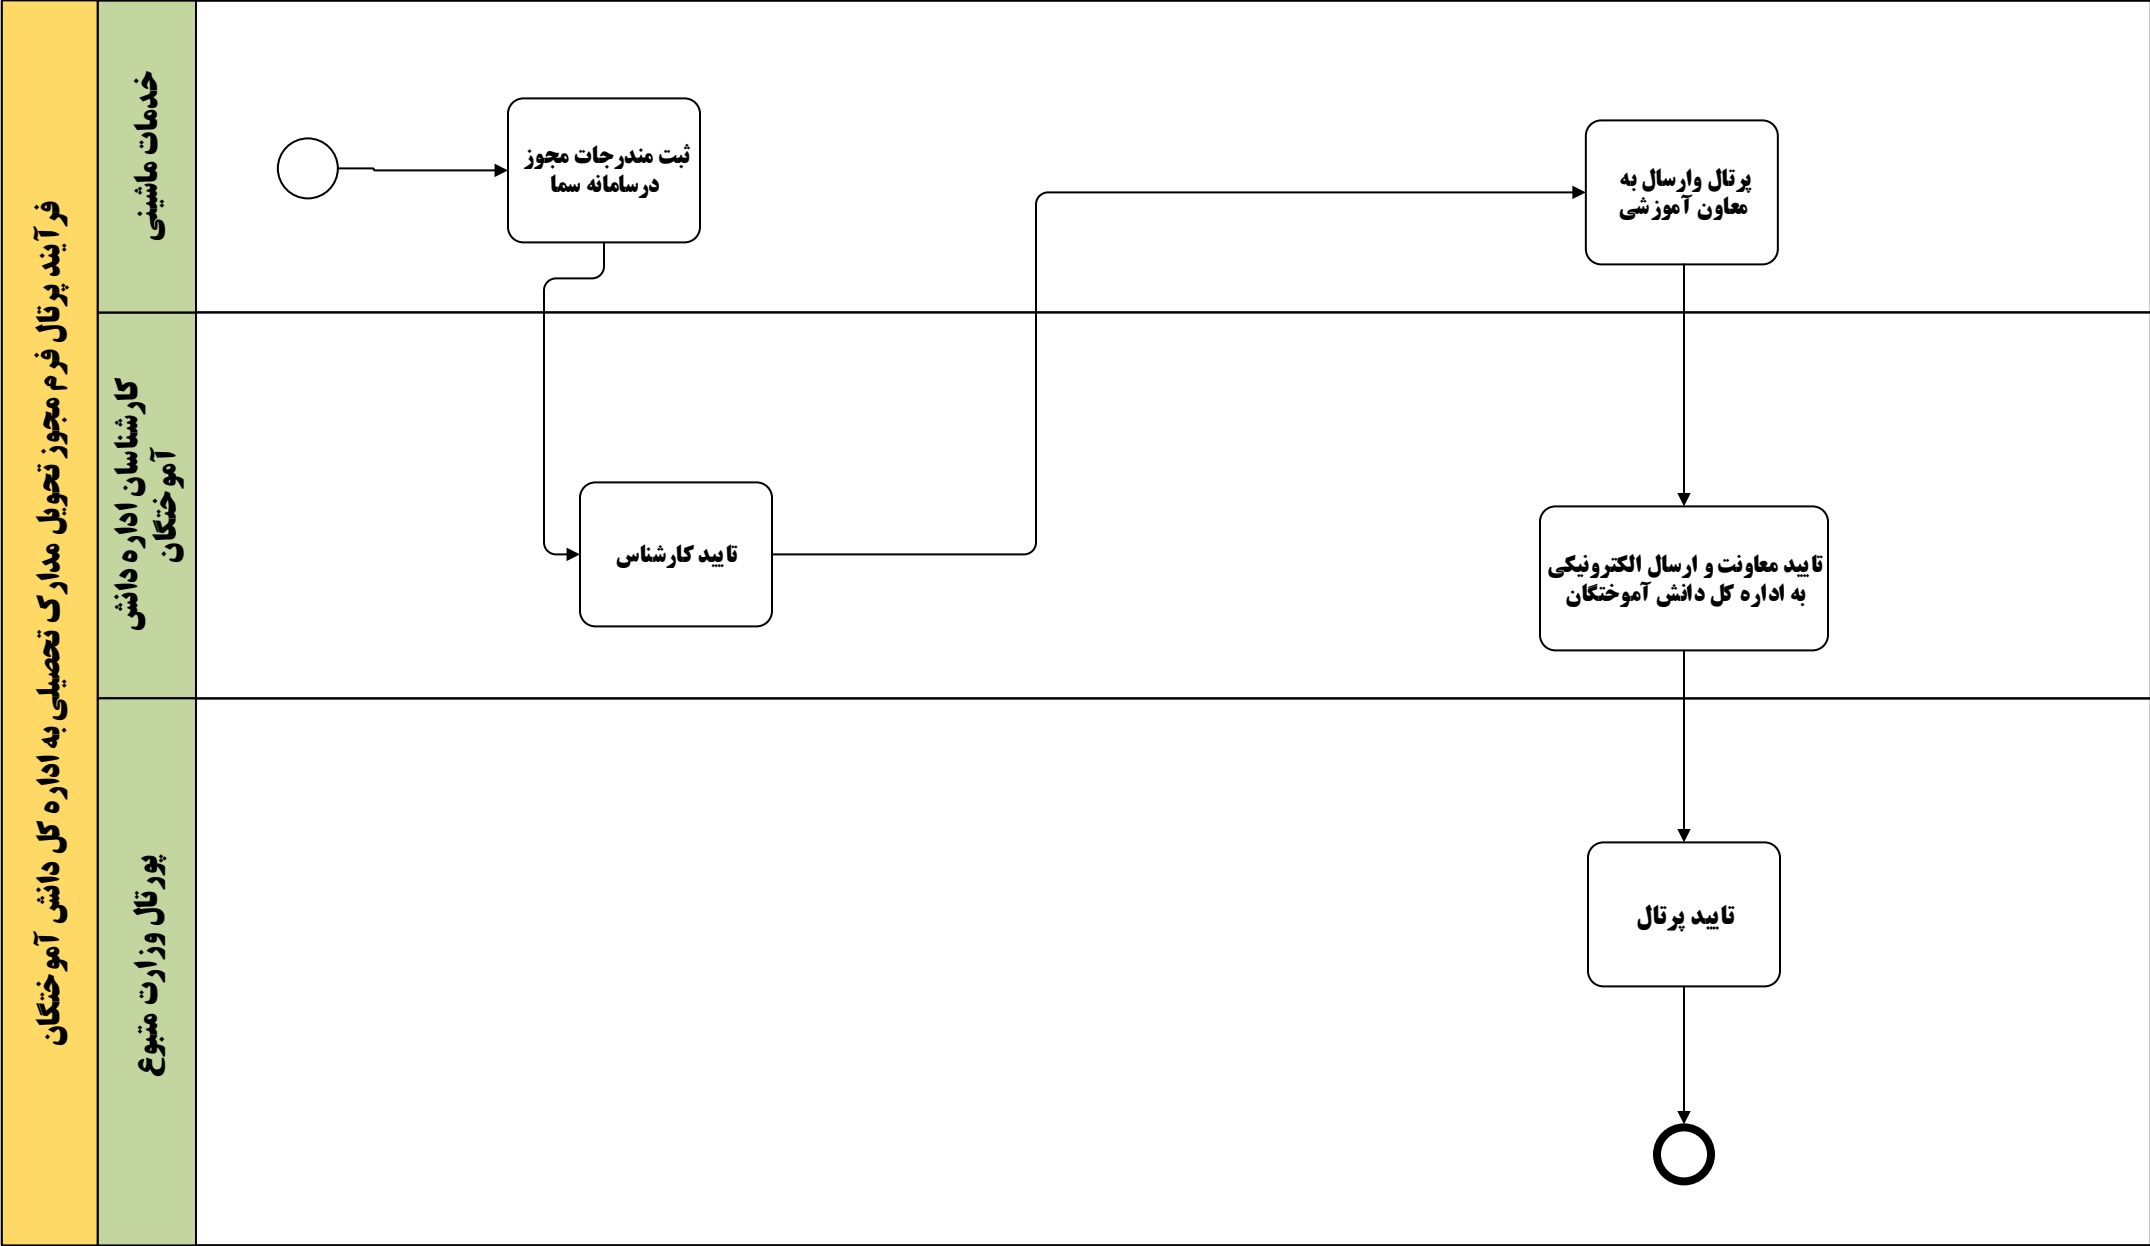 فرآیند پرتال فرم مجوز تحویل مدارک تحصیلی به اداره کل دانش آموختگان
خدمات ماشینی
ثبت مندرجات مجوز
درسامانه سما
پرتال وارسال به
معاون آموزشی
کارشناسان اداره دانش
آموختگان
تایید کارشناس
تایید معاونت و ارسال الکترونیکی
به اداره کل دانش آموختگان
پورتال وزارت متبوع
تایید پرتال